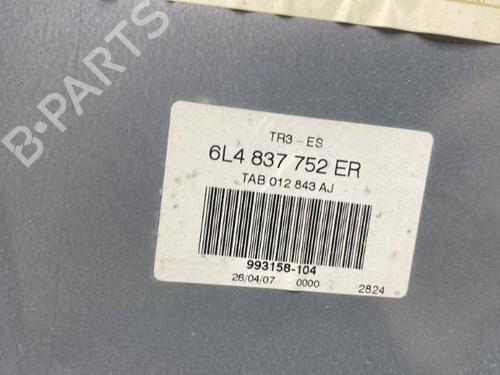 B-PARTS
TR3-ES
6L4 837 752 ER
TAB 012 843 AJ
993158-104
26/04/07 0000 2824